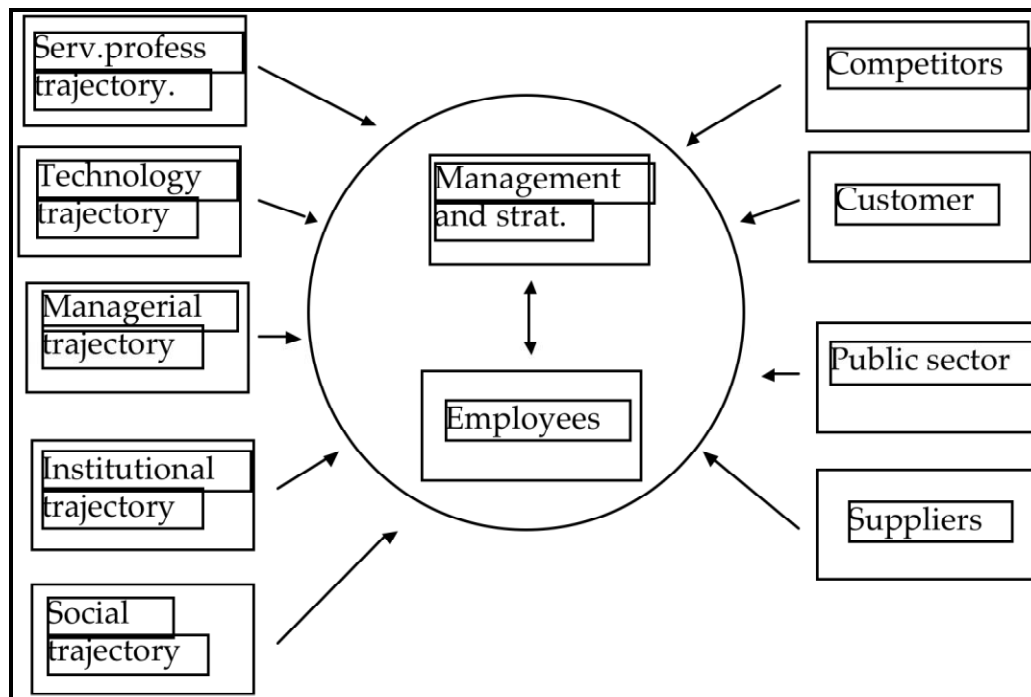 Serv.profess
trajectory.
Technology
trajectory
Managerial
trajectory
Institutional
trajectory
Social
trajectory
Management
and strat.
Employees
Competitors
Customer
Public sector
Suppliers